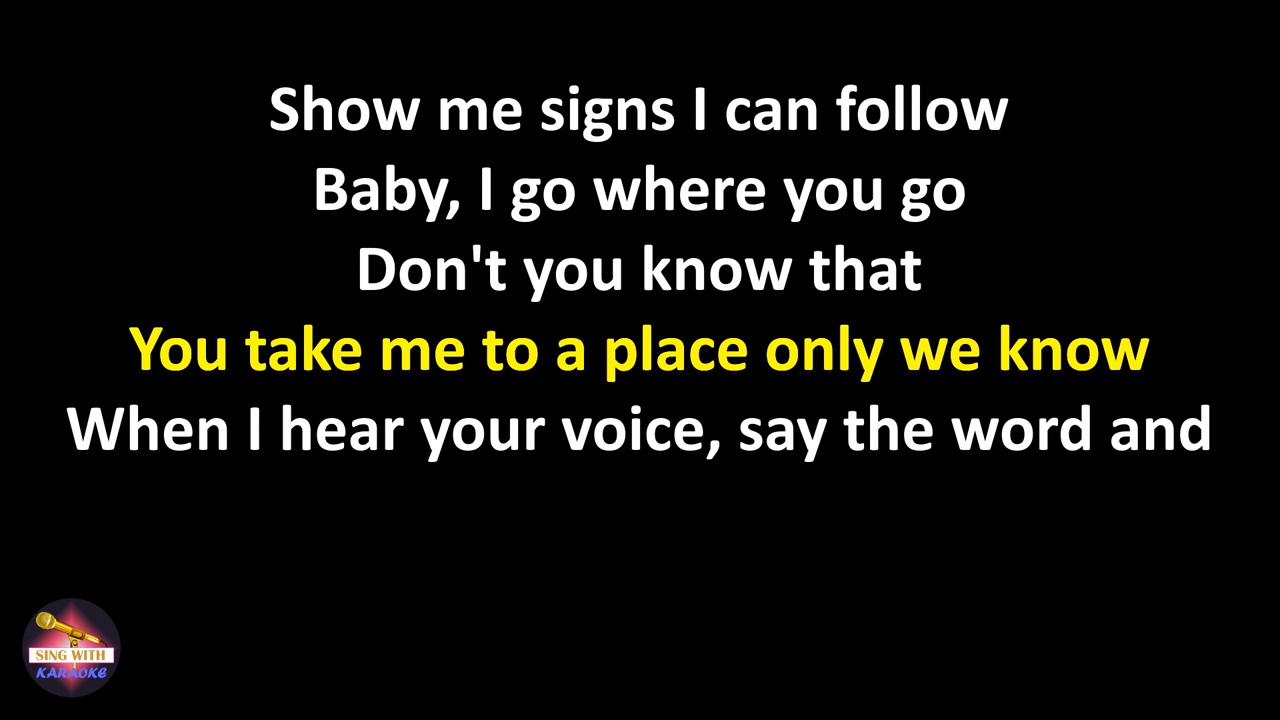 Show me signs I can follow
Baby, I go where you go
Don't you know that
You take me to a place only we know
When I hear your voice, say the word and
SING WITH
KARAOKE